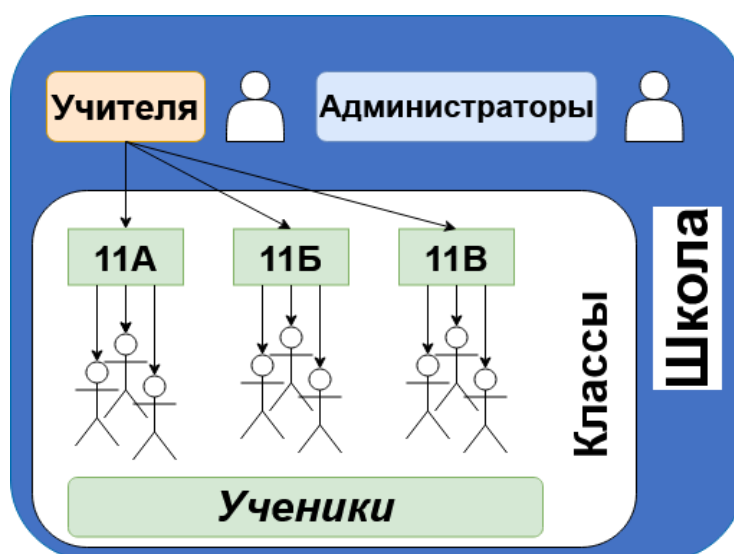 Учителя
Администраторы
11А
11Б
11В
Классы
Школа
Ученики